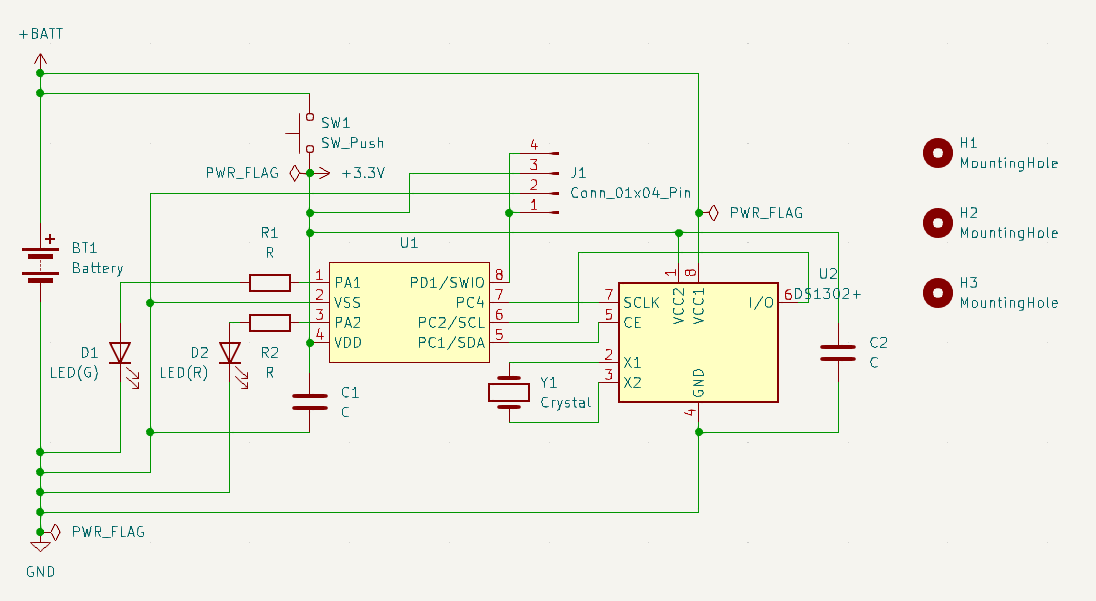 +BATT
SW1
SW_Push
PWR_FLAG
+3.3V
4
3
2
1
J1
Conn_01x04_Pin
H1
MountingHole
PWR_FLAG
H2
MountingHole
R1
R
U1
BT1
Battery
+
1 PA1
2 VSS
3 PA2
4 VDD
PD1/SWIO 8
PC4 7
PC2/SCL 6
PC1/SDA 5
1
8
U2
DS1302+
H3
MountingHole
7 SCLK
5 CE
2 X1
3 X2
VCC2
VCC1
I/O 6
GND
4
D1
LED(G)
D2
LED(R)
R2
R
C1
C
Y1
Crystal
C2
C
PWR_FLAG
GND